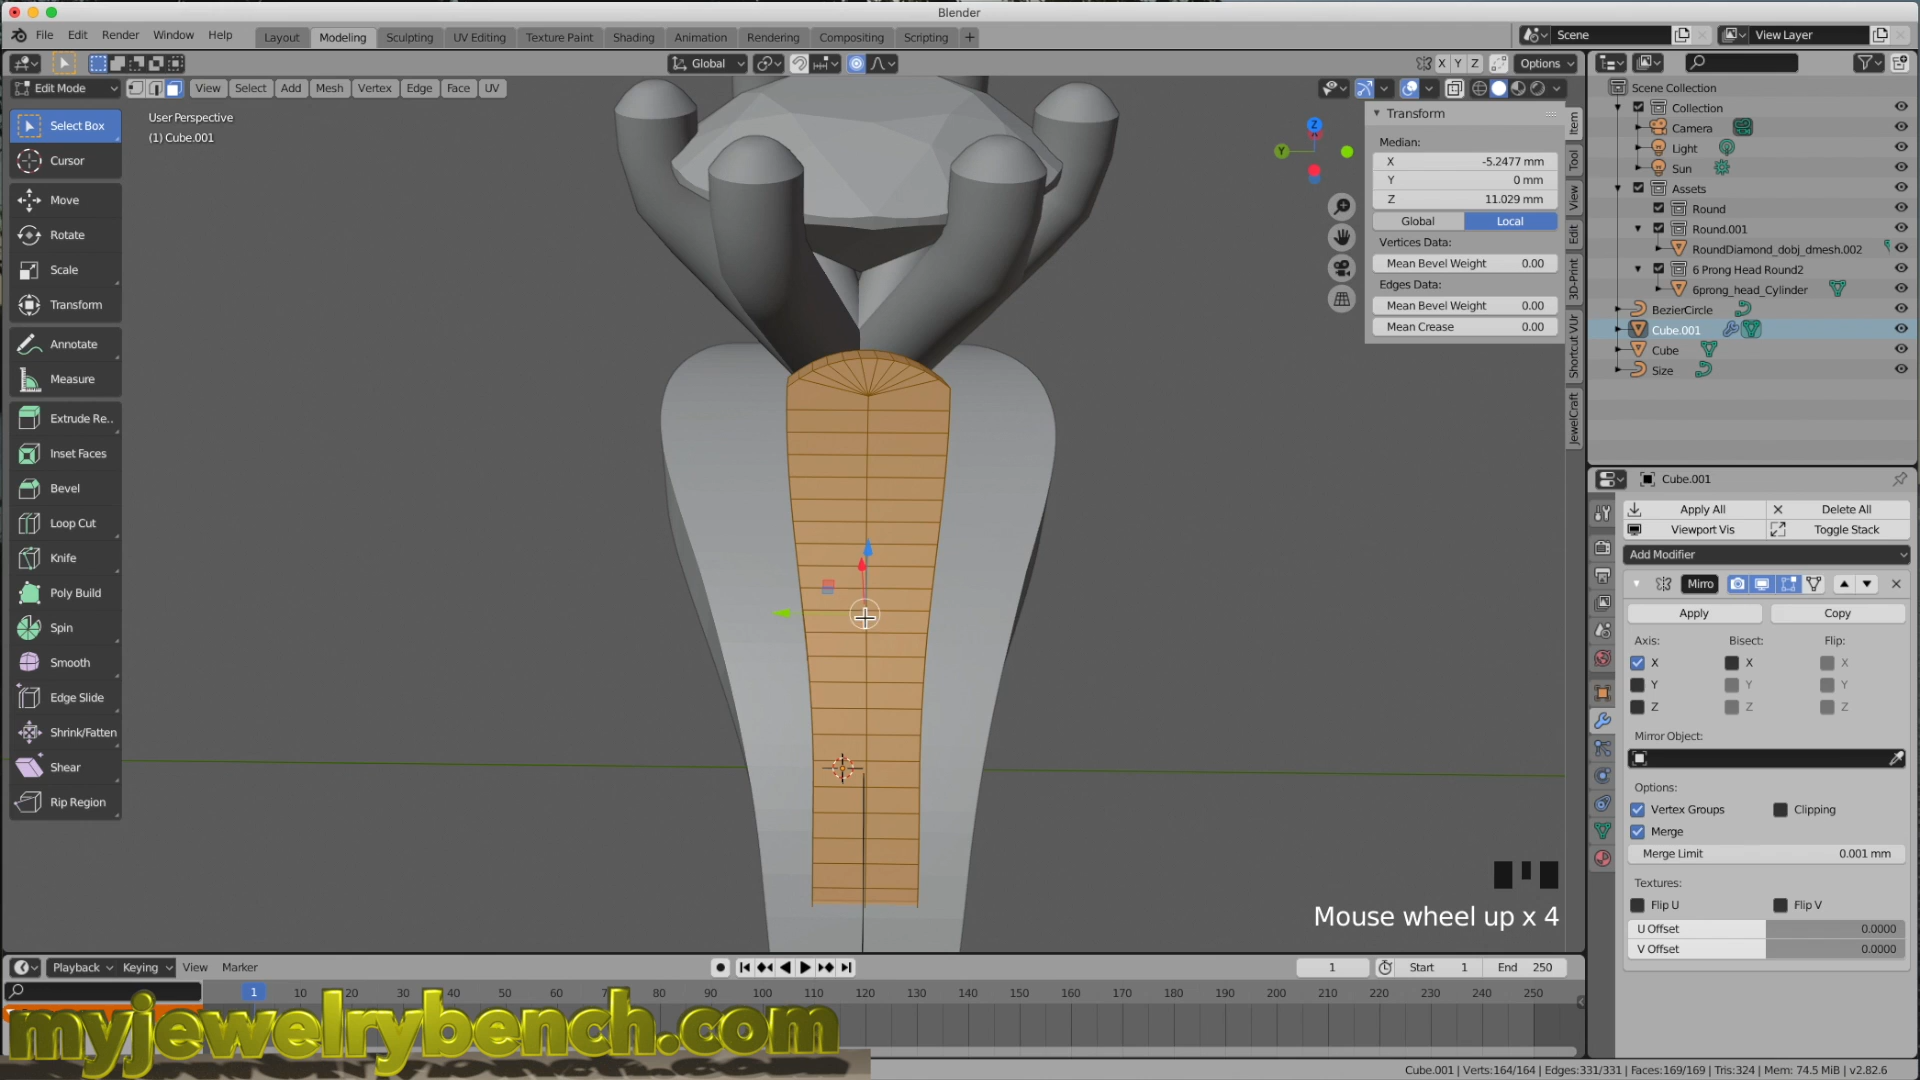 Blender
File Edit Render Window Help
Layout Modeling Sculpting UV Editing Texture Paint Shading Animation Rendering Compositing Scripting +
Scene
View Layer
Global
X Y Z
Options
Edit Mode
View Select Add Mesh Vertex Edge Face UV
Select Box
Cursor
Move
Rotate
Scale
Transform
Annotate
Measure
Extrude Re..
Inset Faces
Bevel
Loop Cut
Knife
Poly Build
Spin
Smooth
Edge Slide
Shrink/Fatten
Shear
Rip Region
User Perspective
(1) Cube.001
Z
Y
Transform
Median:
X -5.2477 mm
Y 0 mm
Z 11.029 mm
Global Local
Vertices Data:
Mean Bevel Weight 0.00
Edges Data:
Mean Bevel Weight 0.00
Mean Crease 0.00
Item
Tool
View
Edit
3D-Print
Shortcut VUr
JewelCraft
Scene Collection
Collection
Camera
Light
Sun
Assets
Round
Round.001
RoundDiamond_dobj_dmesh.002
6 Prong Head Round2
6prong_head_Cylinder
BezierCircle
Cube.001
Cube
Size
Cube.001
Apply All Delete All
Viewport Vis Toggle Stack
Add Modifier
Mirro
Apply Copy
Axis: Bisect: Flip:
X X X
Y Y Y
Z Z Z
Mirror Object:
Options:
Vertex Groups Clipping
Merge
Merge Limit 0.001 mm
Textures:
Flip U Flip V
U Offset 0.0000
V Offset 0.0000
Mouse wheel up x 4
Playback Keying View Marker
1 Start 1 End 250
1 10 20 30 40 50 60 70 80 90 100 110 120 130 140 150 160 170 180 190 200 210 220 230 240 250
myjewelrybench.com
Cube.001 | Verts:164/164 | Edges:331/331 | Faces:169/169 | Tris:324 | Mem: 74.5 MiB | v2.82.6